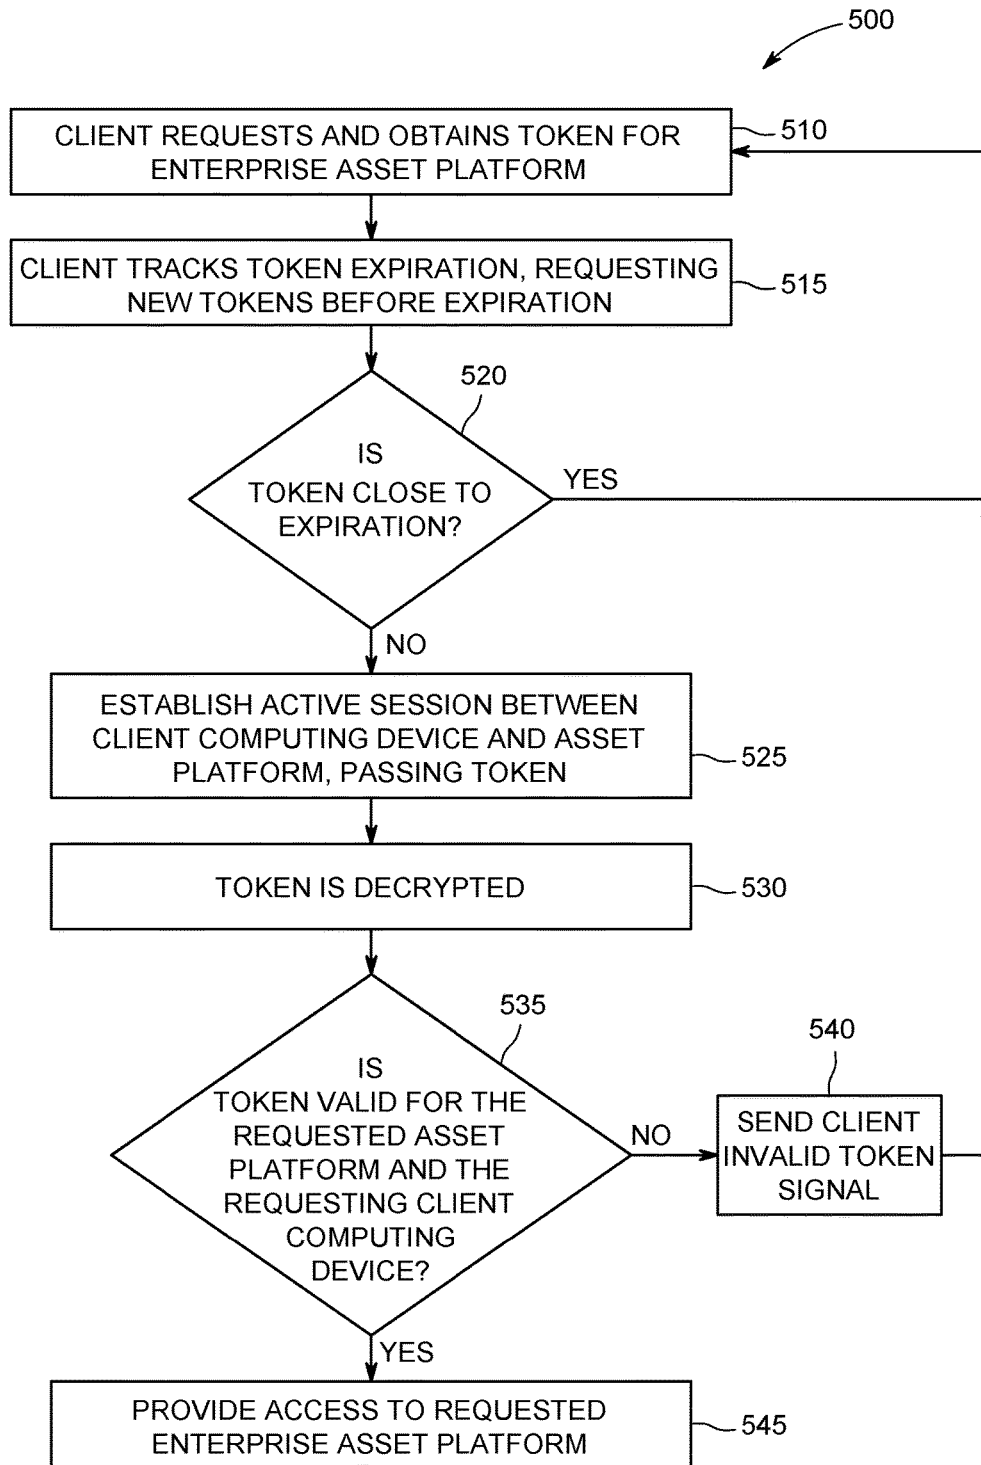 500
CLIENT REQUESTS AND OBTAINS TOKEN FOR
ENTERPRISE ASSET PLATFORM
510
CLIENT TRACKS TOKEN EXPIRATION, REQUESTING
NEW TOKENS BEFORE EXPIRATION
515
520
IS
TOKEN CLOSE TO
EXPIRATION?
YES
NO
ESTABLISH ACTIVE SESSION BETWEEN
CLIENT COMPUTING DEVICE AND ASSET
PLATFORM, PASSING TOKEN
525
TOKEN IS DECRYPTED
530
535
IS
TOKEN VALID FOR THE
REQUESTED ASSET
PLATFORM AND THE
REQUESTING CLIENT
COMPUTING
DEVICE?
NO
540
SEND CLIENT
INVALID TOKEN
SIGNAL
YES
PROVIDE ACCESS TO REQUESTED
ENTERPRISE ASSET PLATFORM
545